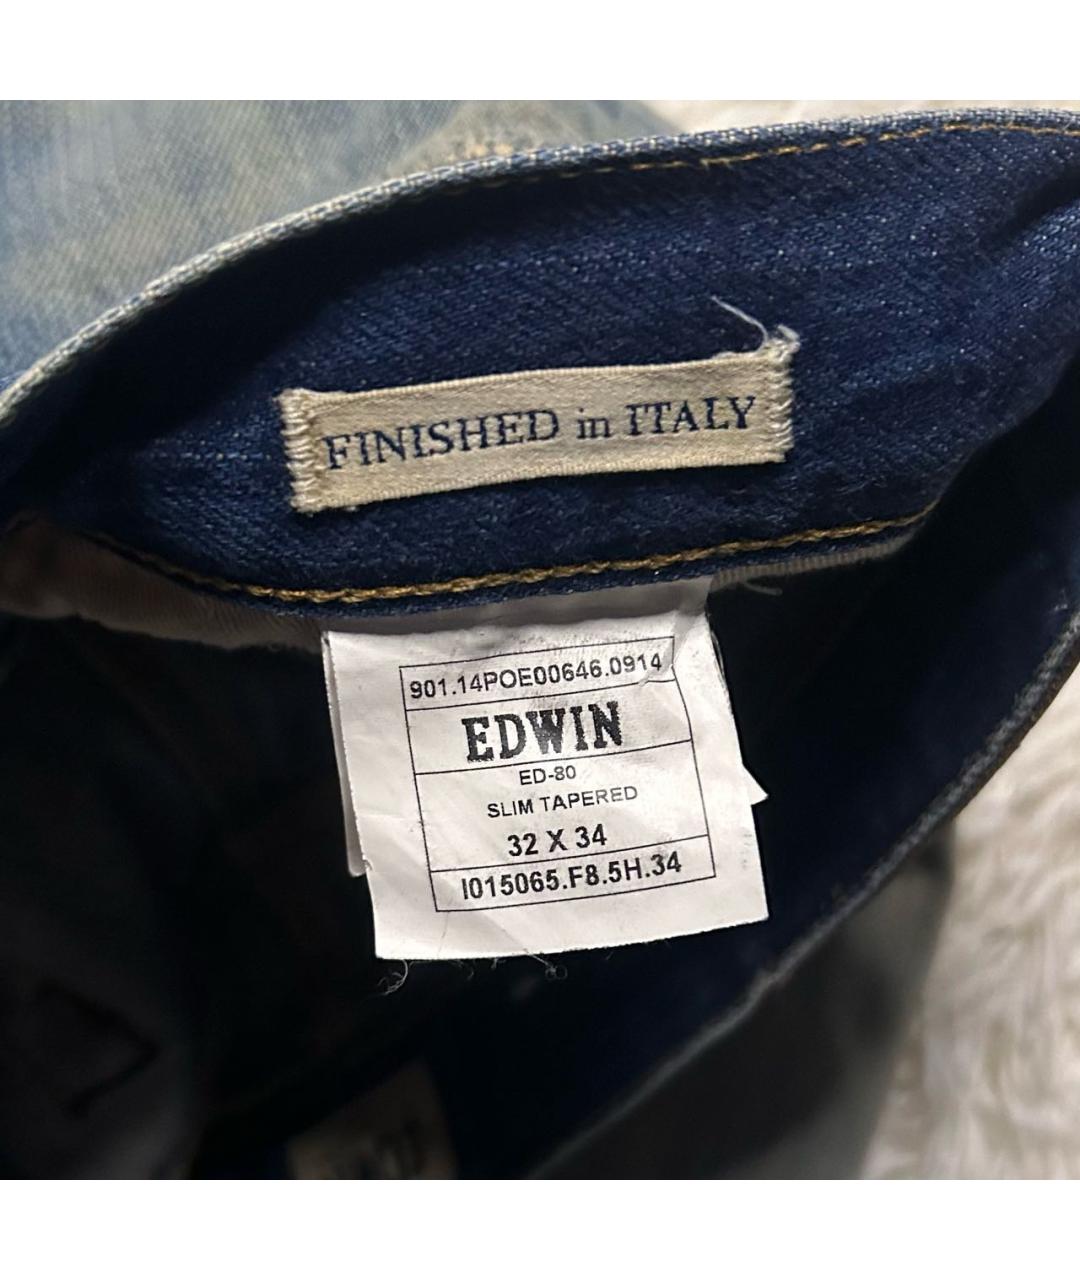 FINISHED in ITALY
901.14POE00646.0914
EDWIN
ED-80
SLIM TAPERED
32 X 34
I015065.F8.5H.34